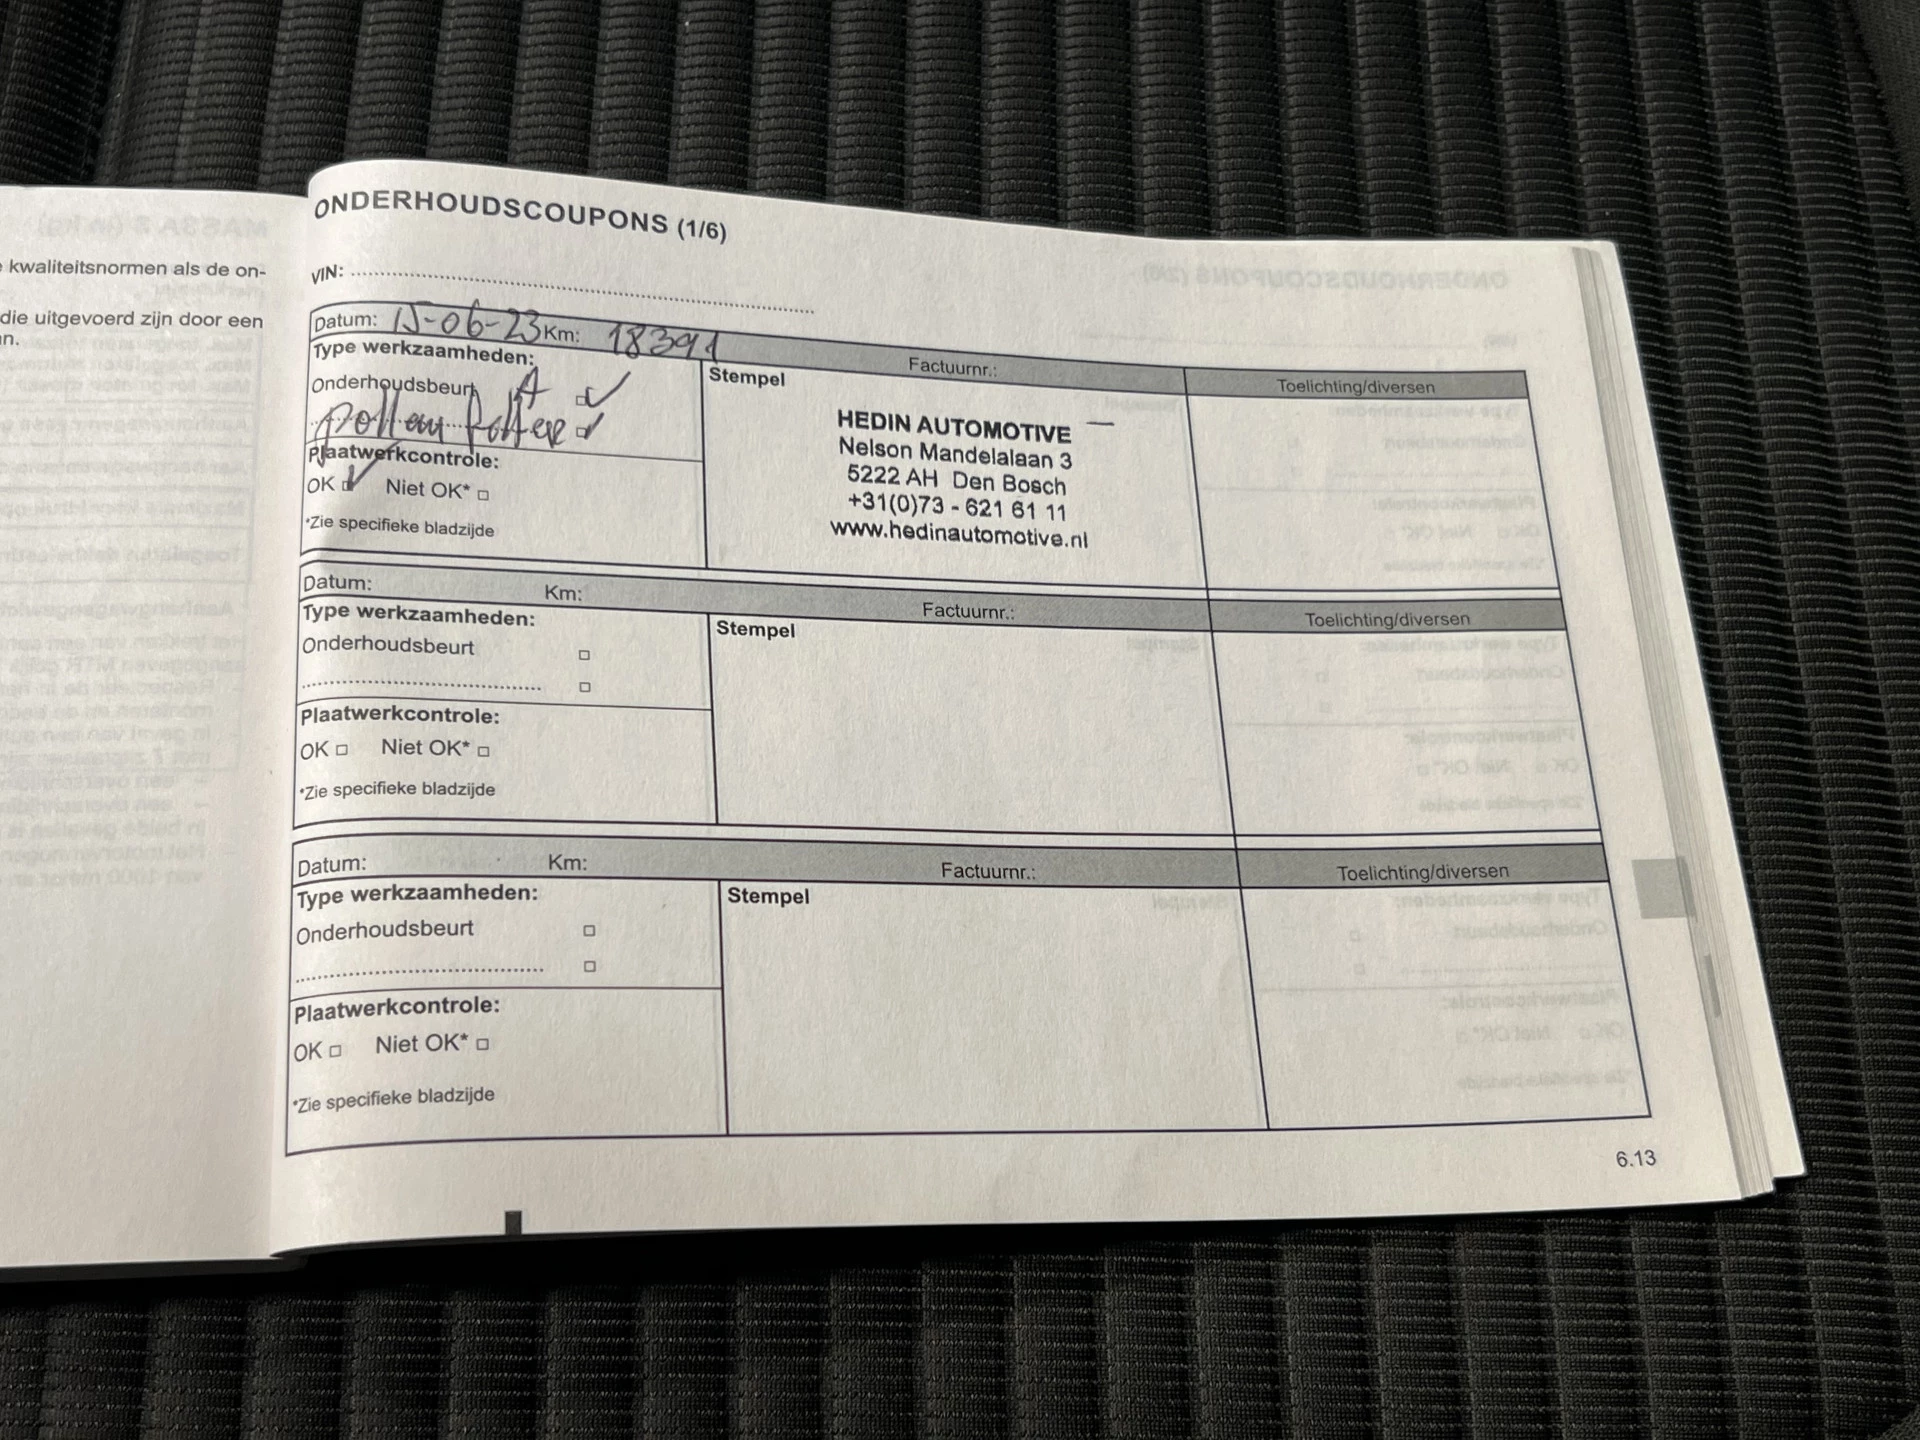 kwaliteitsnormen als de on-
die uitgevoerd zijn door een
n.
ONDERHOUDSCOUPONS (1/6)
VIN:
Datum: 15-06-23 Km: 18391 Factuurnr.: Toelichting/diversen
Type werkzaamheden:
Stempel
Onderhoudsbeurt A
pollen filter
Plaatwerkcontrole:
OK Niet OK*
*Zie specifieke bladzijde
HEDIN AUTOMOTIVE
Nelson Mandelalaan 3
5222 AH Den Bosch
+31(0)73 - 621 61 11
www.hedinautomotive.nl
Datum: Km: Factuurnr.: Toelichting/diversen
Type werkzaamheden:
Stempel
Onderhoudsbeurt
Plaatwerkcontrole:
OK Niet OK*
*Zie specifieke bladzijde
Datum: Km: Factuurnr.: Toelichting/diversen
Type werkzaamheden:
Stempel
Onderhoudsbeurt
Plaatwerkcontrole:
OK Niet OK*
*Zie specifieke bladzijde
6.13